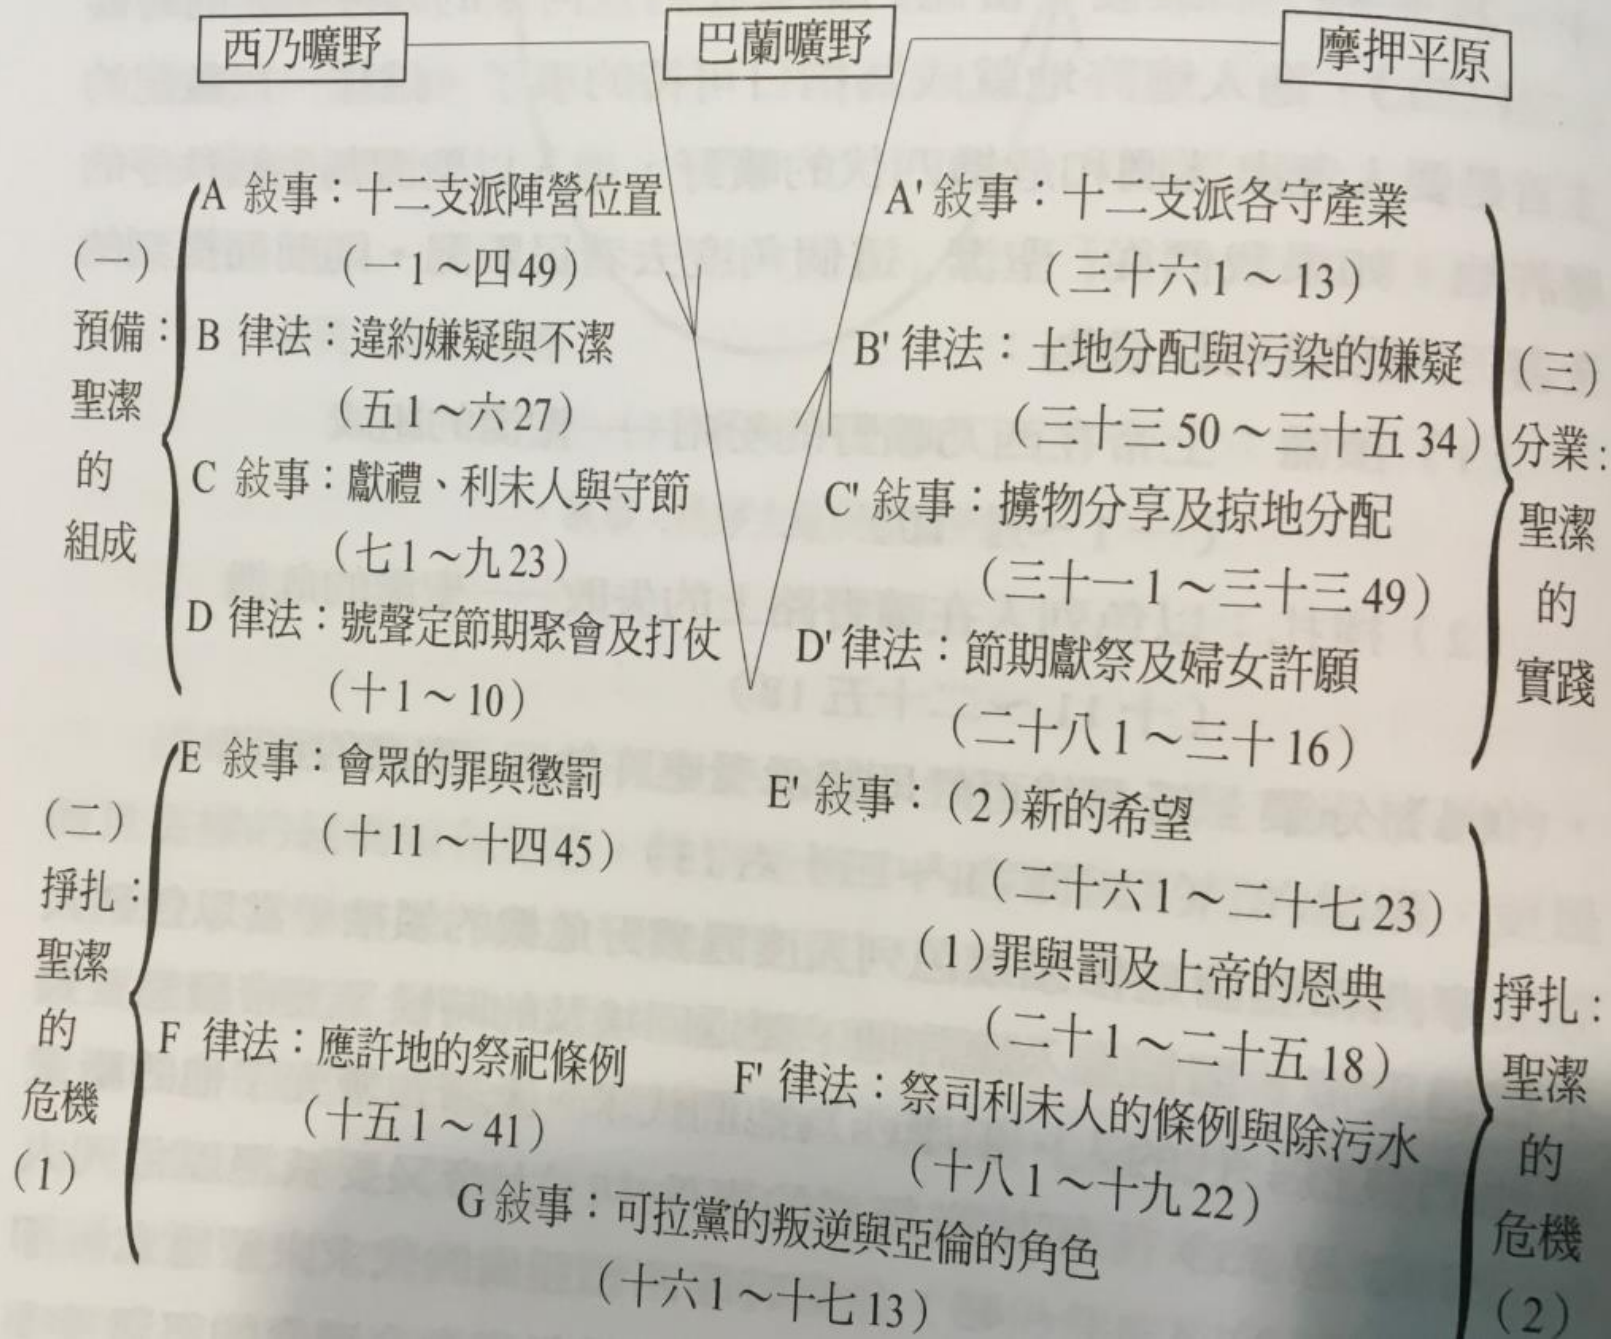 西乃曠野
巴蘭曠野
摩押平原
(一)
預備：
聖潔
的
組成
A 敍事：十二支派陣營位置
(一1～四49)
B 律法：違約嫌疑與不潔
(五1～六27)
C 敍事：獻禮、利未人與守節
(七1～九23)
D 律法：號聲定節期聚會及打仗
(十1～10)
A' 敍事：十二支派各守產業
(三十六1～13)
B' 律法：土地分配與污染的嫌疑
(三十三50～三十五34)
C' 敍事：擄物分享及掠地分配
(三十一1～三十三49)
D' 律法：節期獻祭及婦女許願
(二十八1～三十16)
(三)
分業：
聖潔
的
實踐
(二)
掙扎：
聖潔
的
危機
(1)
E 敍事：會眾的罪與懲罰
(十11～十四45)
F 律法：應許地的祭祀條例
(十五1～41)
E' 敍事：(2)新的希望
(二十六1～二十七23)
(1)罪與罰及上帝的恩典
(二十1～二十五18)
F' 律法：祭司利未人的條例與除污水
(十八1～十九22)
G 敍事：可拉黨的叛逆與亞倫的角色
(十六1～十七13)
掙扎：
聖潔
的
危機
(2)